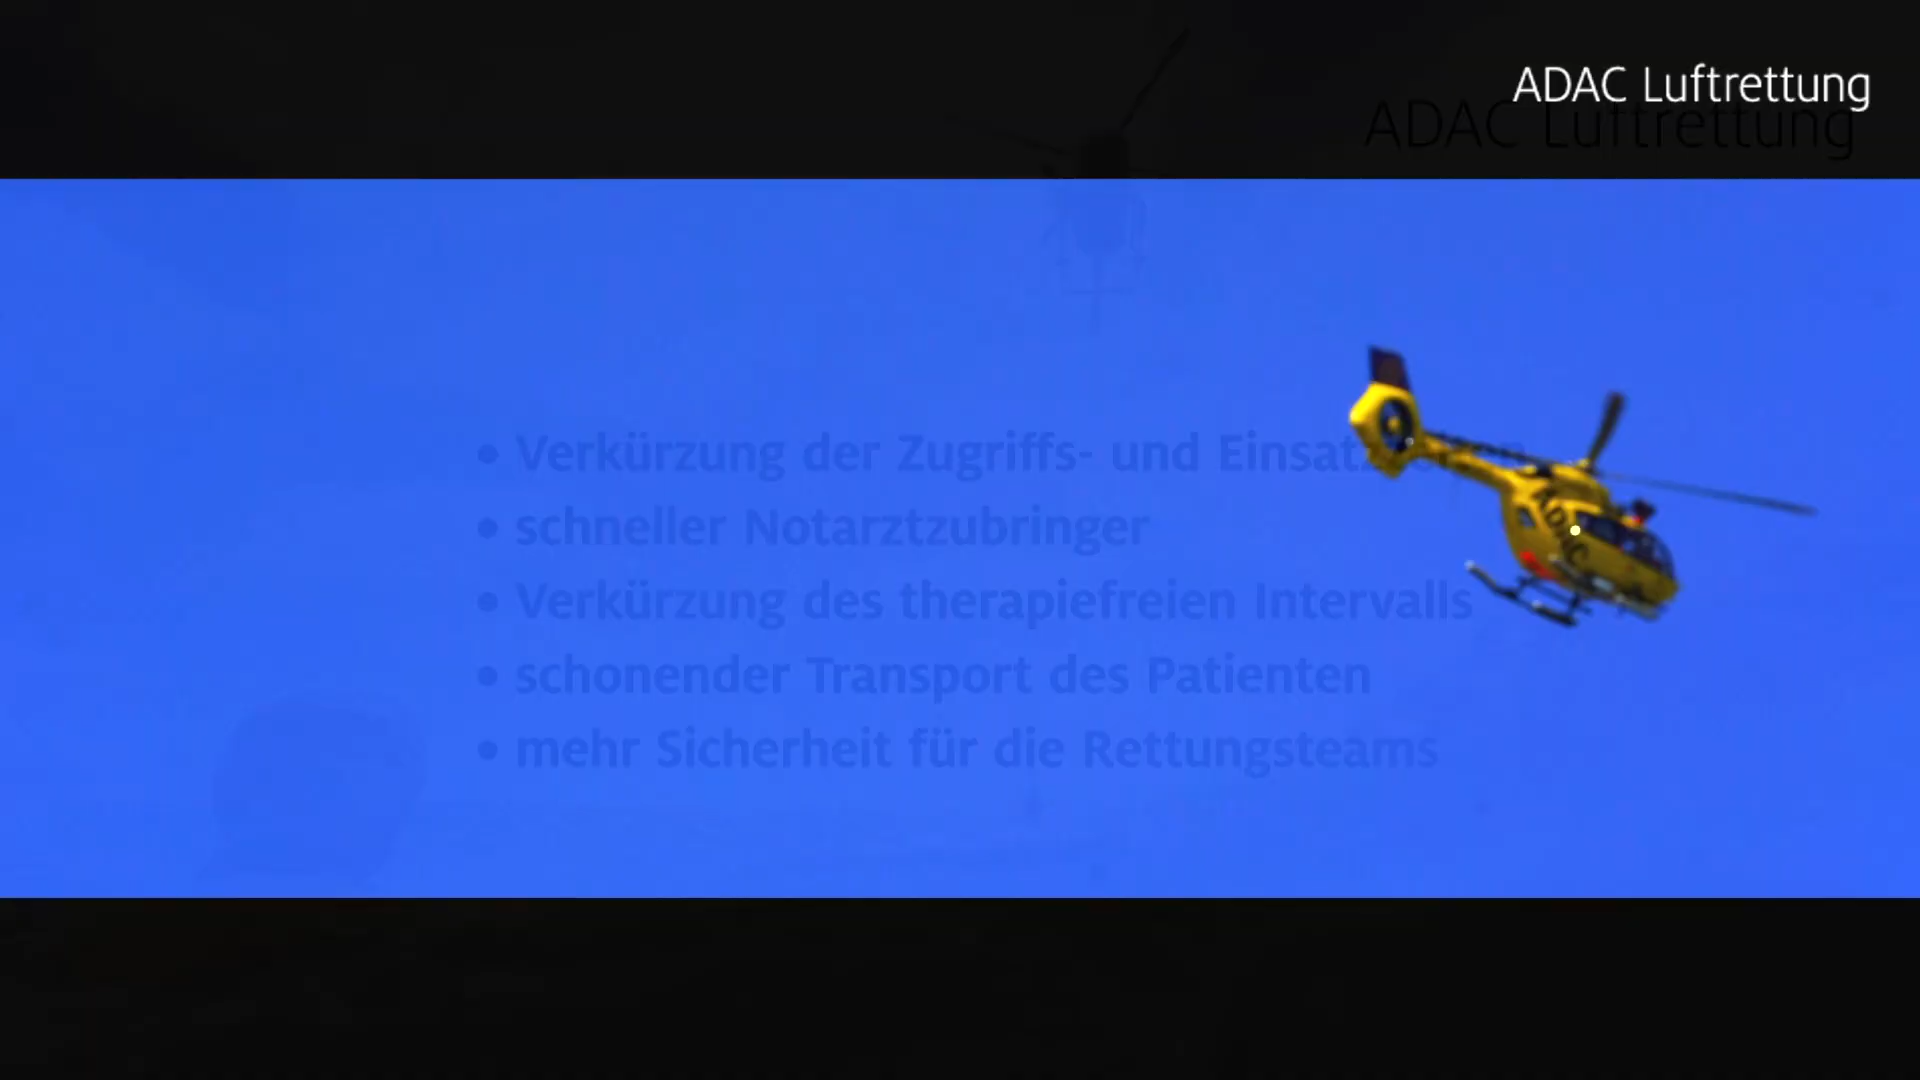 ADAC Luftrettung
ADAC Luftrettung
• Verkürzung der Zugriffs- und
• schneller Notarztzubringer
• Verkürzung des therapiefreien Intervalls
• schonender Transport des Patienten
• mehr Sicherheit für die Rettungsteams
ADAC